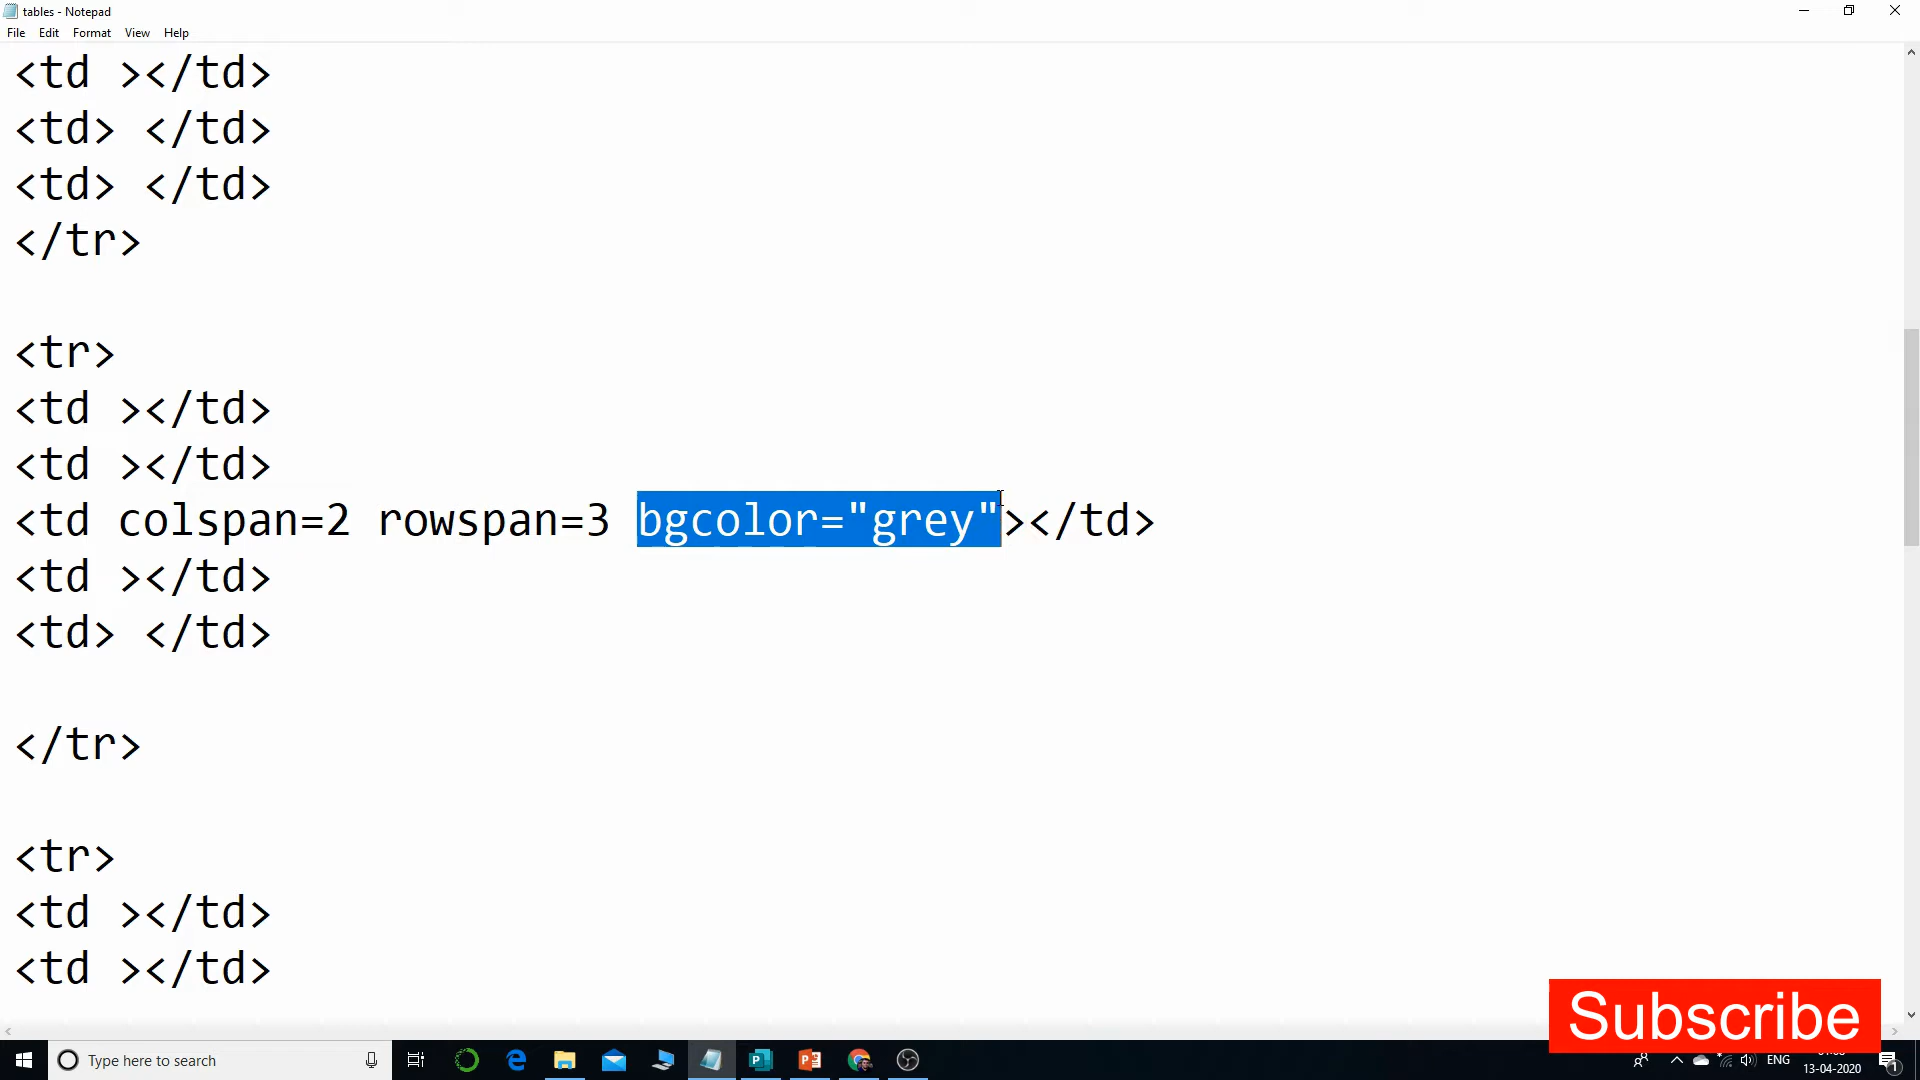 tables - Notepad
File Edit Format View Help
<td ></td>
<td> </td>
<td> </td>
</tr>
<tr>
<td ></td>
<td ></td>
<td colspan=2 rowspan=3 bgcolor="grey"></td>
<td ></td>
<td> </td>
</tr>
<tr>
<td ></td>
<td ></td>
Subscribe
Type here to search
ENG
13-04-2020
1